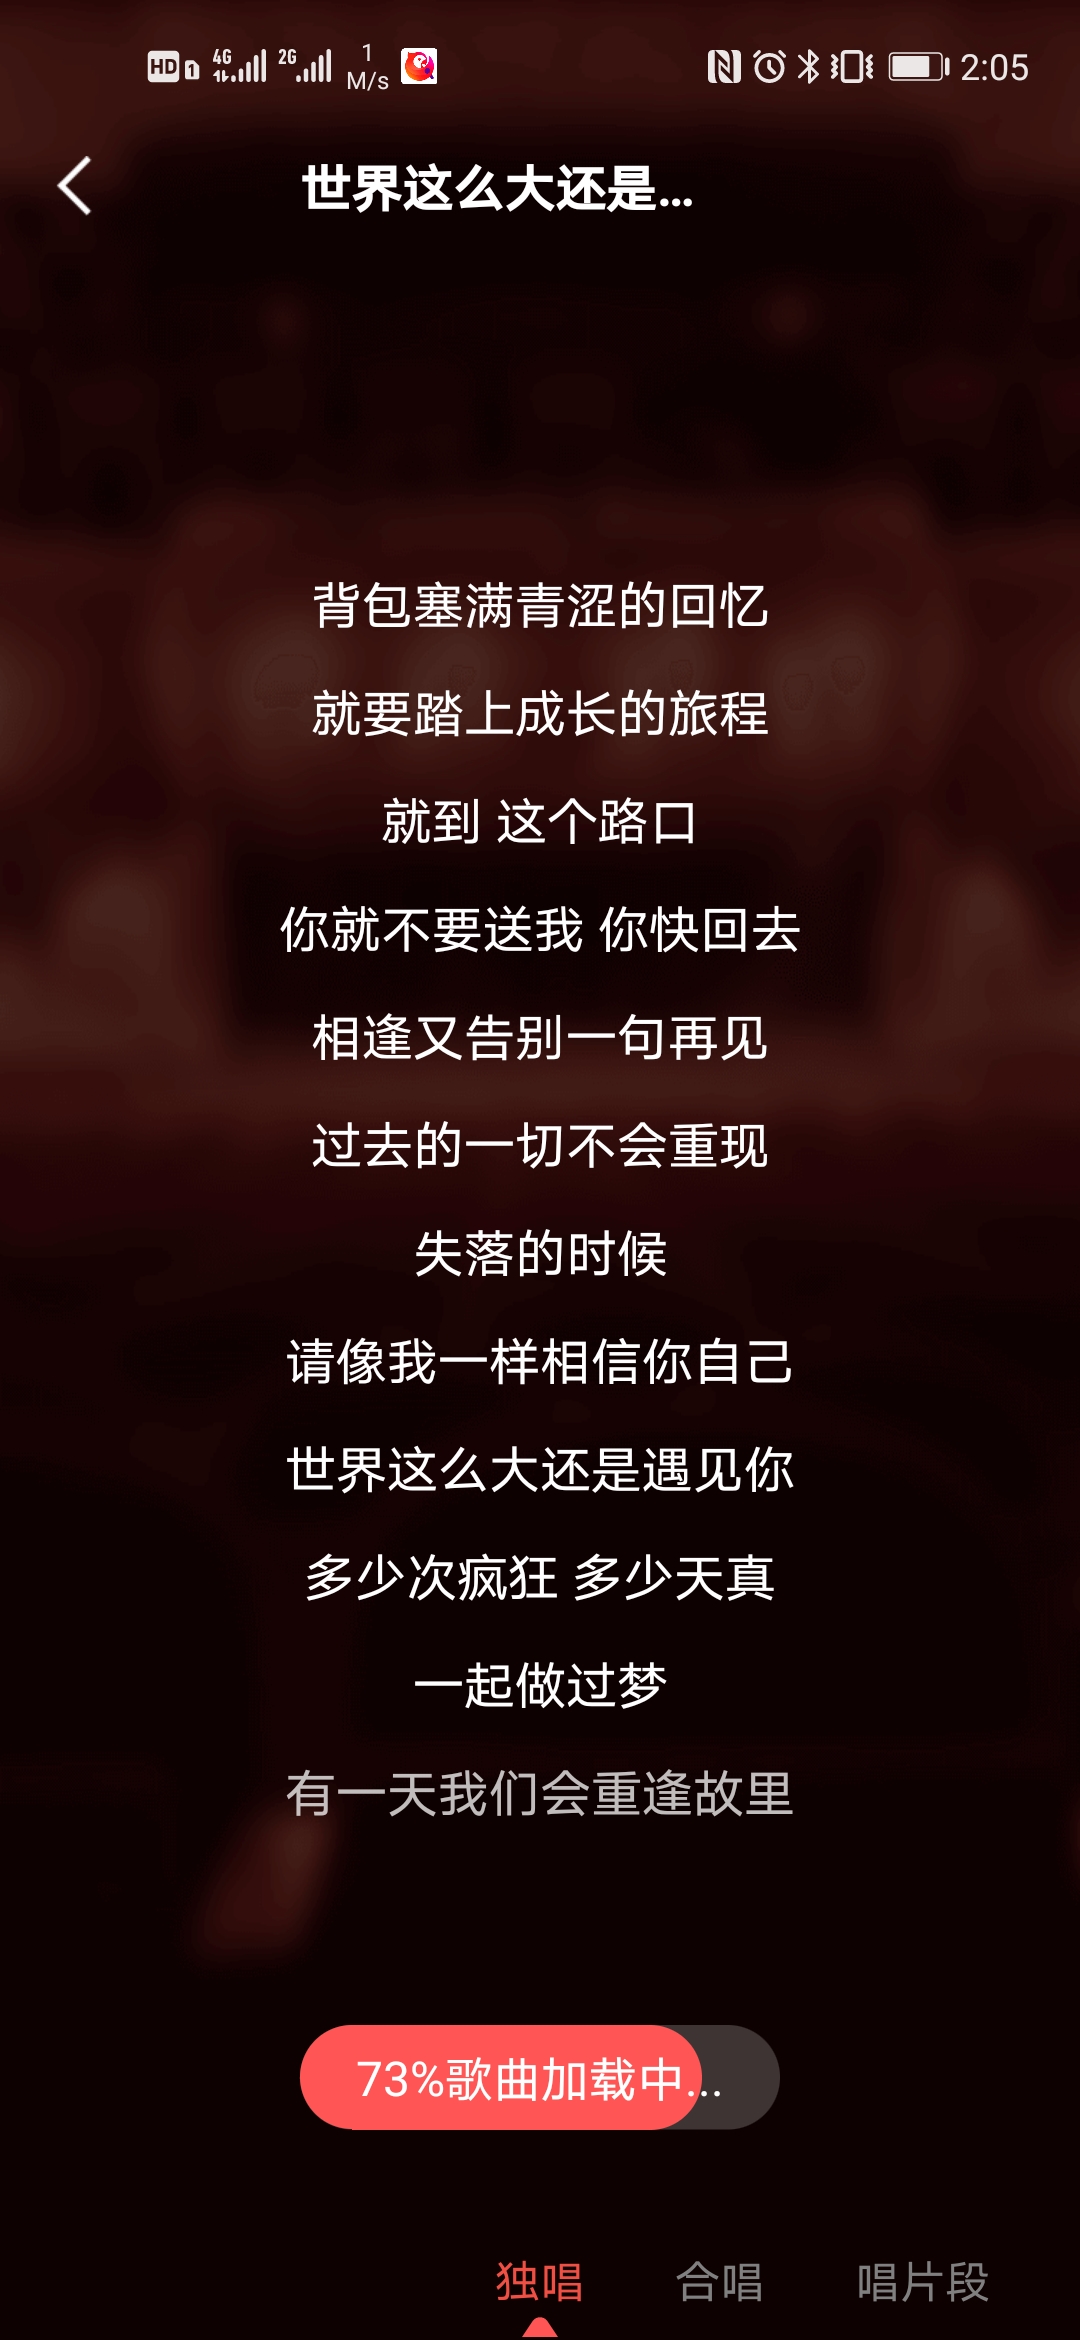 HD 1 4G 2G 1 M/s 2:05
世界这么大还是...
背包塞满青涩的回忆
就要踏上成长的旅程
就到 这个路口
你就不要送我 你快回去
相逢又告别一句再见
过去的一切不会重现
失落的时候
请像我一样相信你自己
世界这么大还是遇见你
多少次疯狂 多少天真
一起做过梦
有一天我们会重逢故里
73%歌曲加载中...
独唱 合唱 唱片段